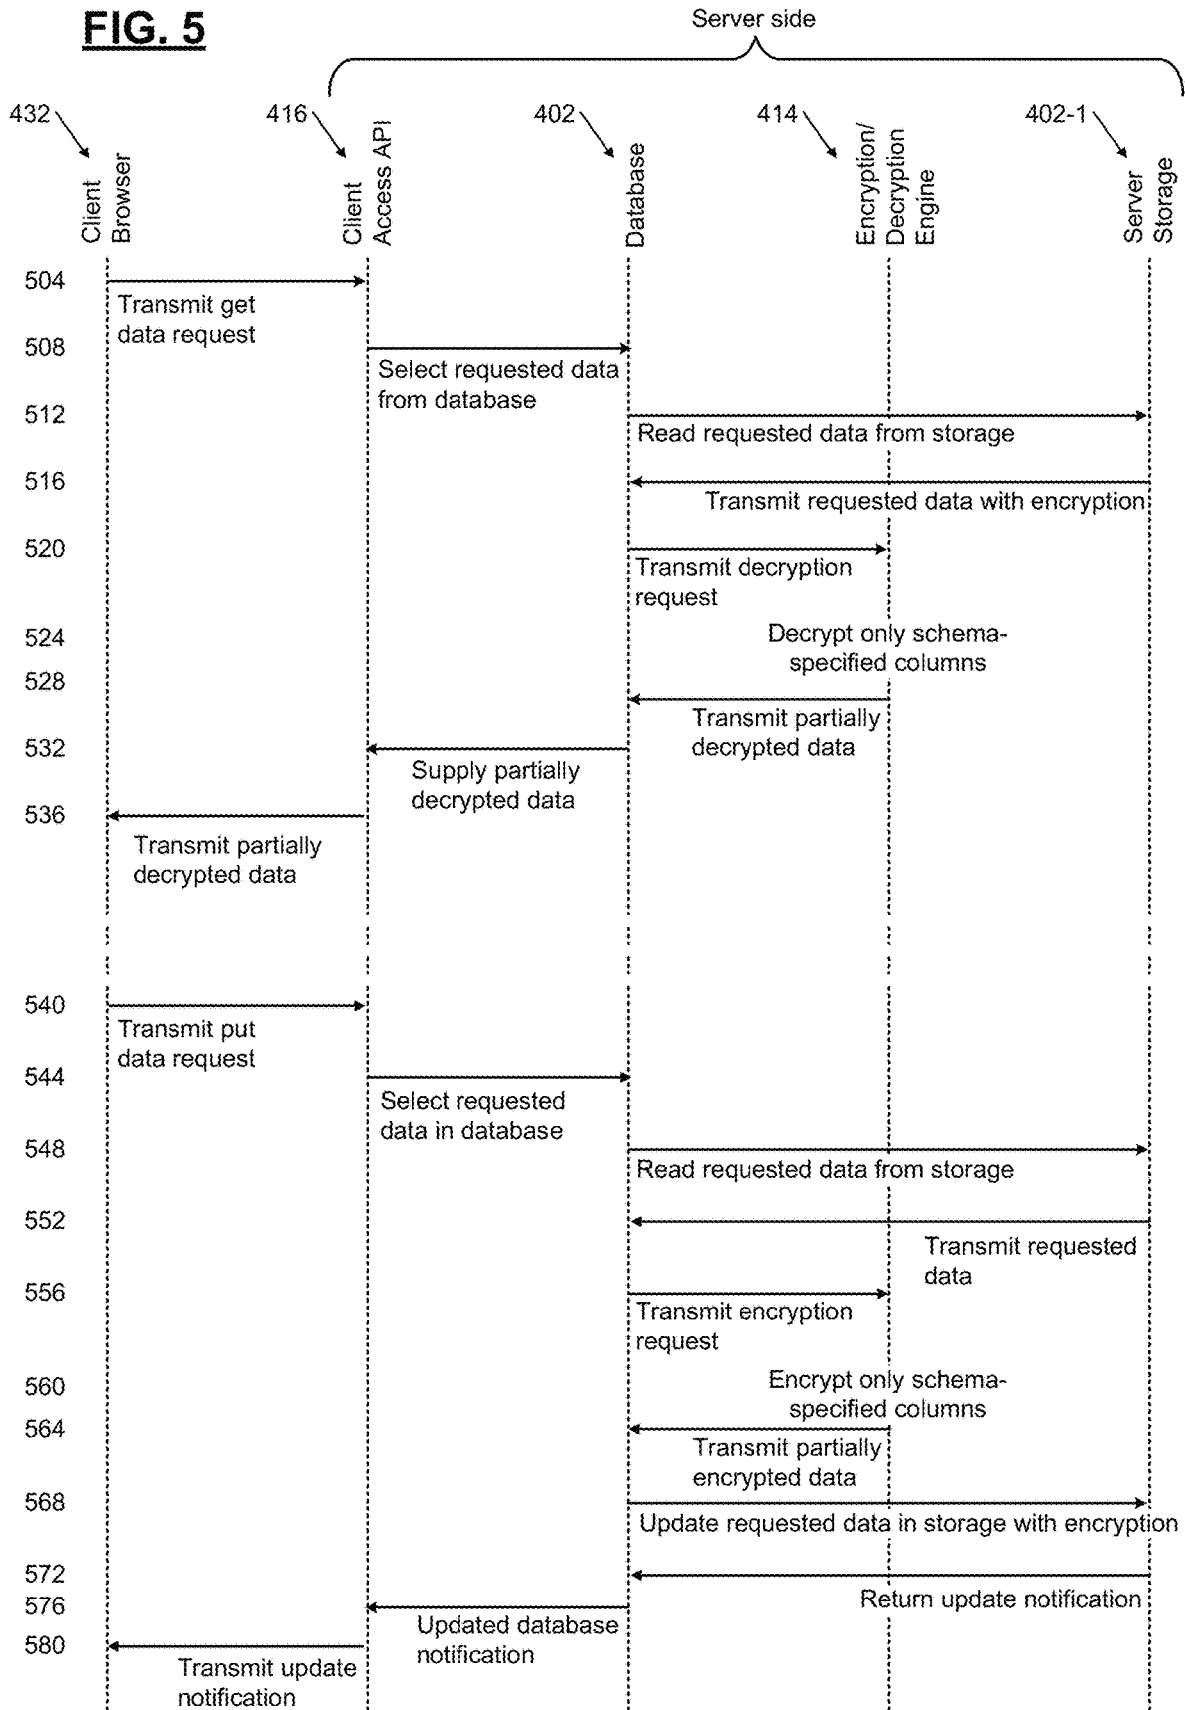 FIG. 5
Server side
432
416
402
414
402-1
Client
Browser
Client
Access API
Database
Encryption/
Decryption
Engine
Server
Storage
504
Transmit get
data request
508
Select requested data
from database
512
Read requested data from storage
516
Transmit requested data with encryption
520
Transmit decryption
request
524
Decrypt only schema-
specified columns
528
Transmit partially
decrypted data
532
Supply partially
decrypted data
536
Transmit partially
decrypted data
540
Transmit put
data request
544
Select requested
data in database
548
Read requested data from storage
552
Transmit requested
data
556
Transmit encryption
request
560
Encrypt only schema-
specified columns
564
Transmit partially
encrypted data
568
Update requested data in storage with encryption
572
Return update notification
576
Updated database
notification
580
Transmit update
notification